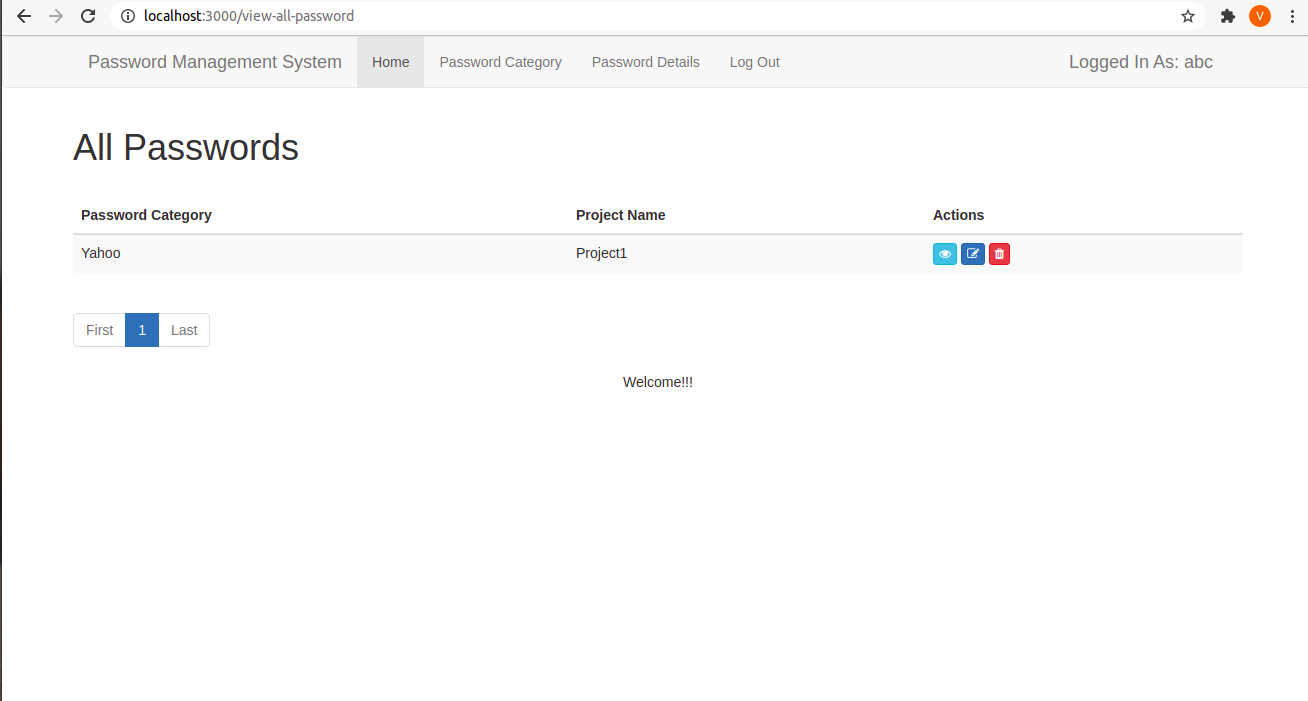 localhost:3000/view-all-password
V
Password Management System Home Password Category Password Details Log Out Logged In As: abc
All Passwords
Password Category Project Name Actions
Yahoo Project1
First 1 Last
Welcome!!!